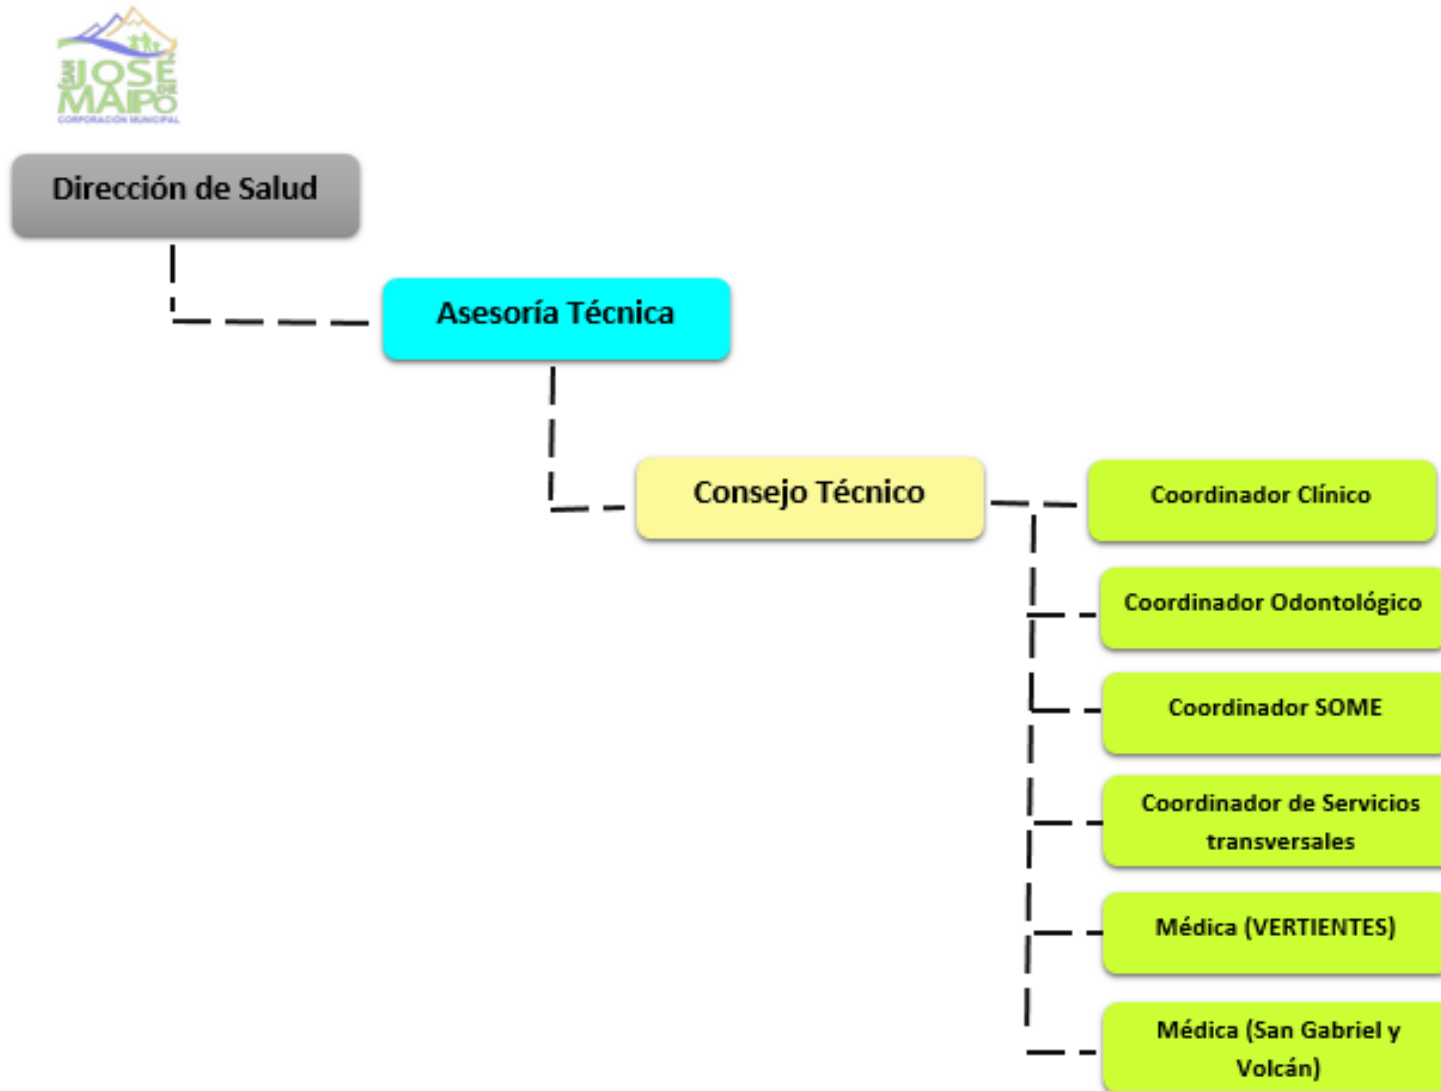 SAN JOSE DE
MAIPO
CORPORACIÓN MUNICIPAL
Dirección de Salud
Asesoría Técnica
Consejo Técnico
Coordinador Clínico
Coordinador Odontológico
Coordinador SOME
Coordinador de Servicios
transversales
Médica (VERTIENTES)
Médica (San Gabriel y
Volcán)